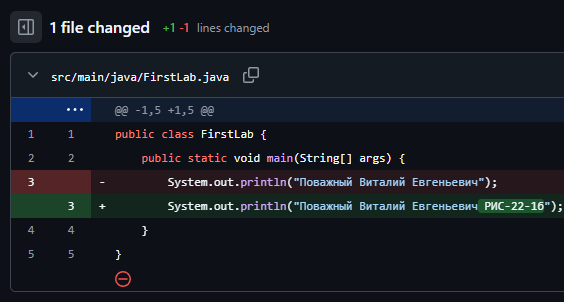 1 file changed +1 -1 lines changed
src/main/java/FirstLab.java
... @@ -1,5 +1,5 @@
1 1 public class FirstLab {
2 2 public static void main(String[] args) {
3 - System.out.println("Поважный Виталий Евгеньевич");
3 + System.out.println("Поважный Виталий Евгеньевич РИС-22-1б");
4 4 }
5 5 }